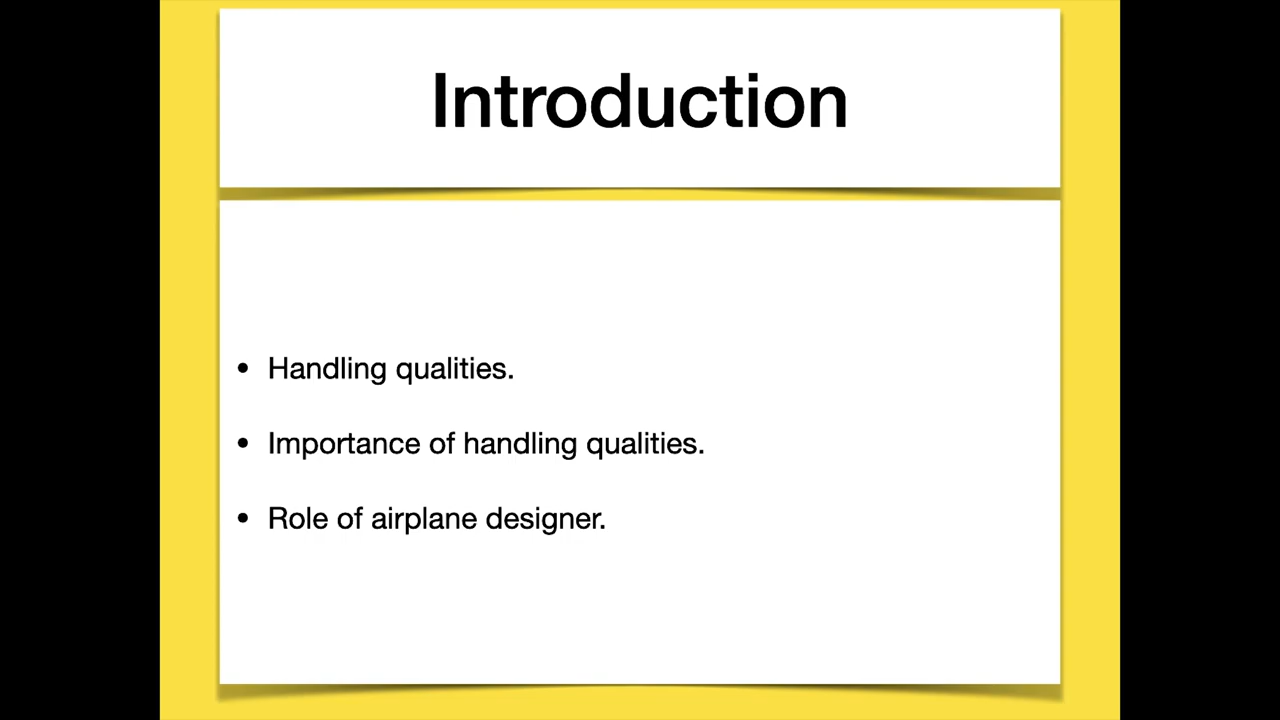 Introduction
• Handling qualities.
• Importance of handling qualities.
• Role of airplane designer.